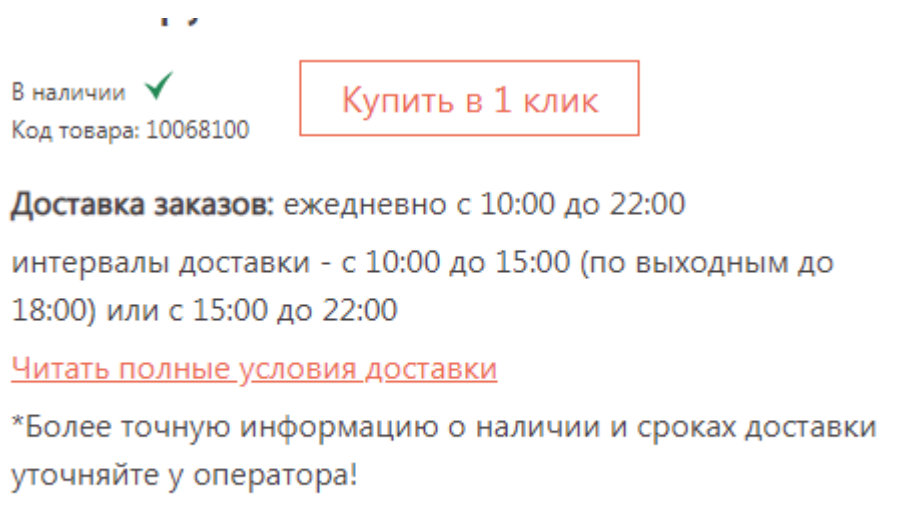 В наличии
Код товара: 10068100
Купить в 1 клик
Доставка заказов: ежедневно с 10:00 до 22:00
интервалы доставки - с 10:00 до 15:00 (по выходным до
18:00) или с 15:00 до 22:00
Читать полные условия доставки
*Более точную информацию о наличии и сроках доставки
уточняйте у оператора!